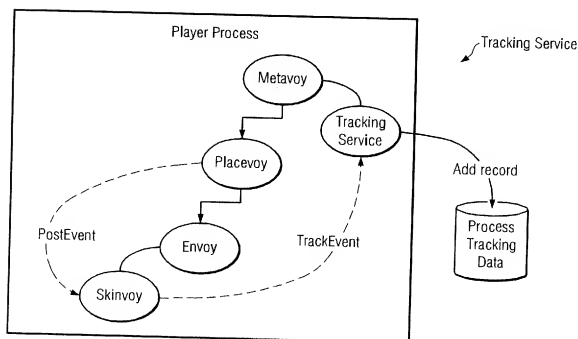 Player Process
Tracking Service
Metavoy
Tracking
Service
Placevoy
Add record
PostEvent
Envoy
TrackEvent
Process
Tracking
Data
Skinvoy